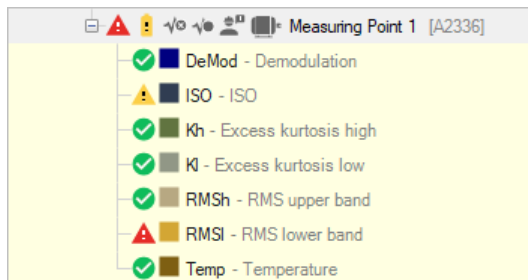 Measuring Point 1 [A2336]
DeMod - Demodulation
ISO - ISO
Kh - Excess kurtosis high
Kl - Excess kurtosis low
RMSh - RMS upper band
RMSl - RMS lower band
Temp - Temperature